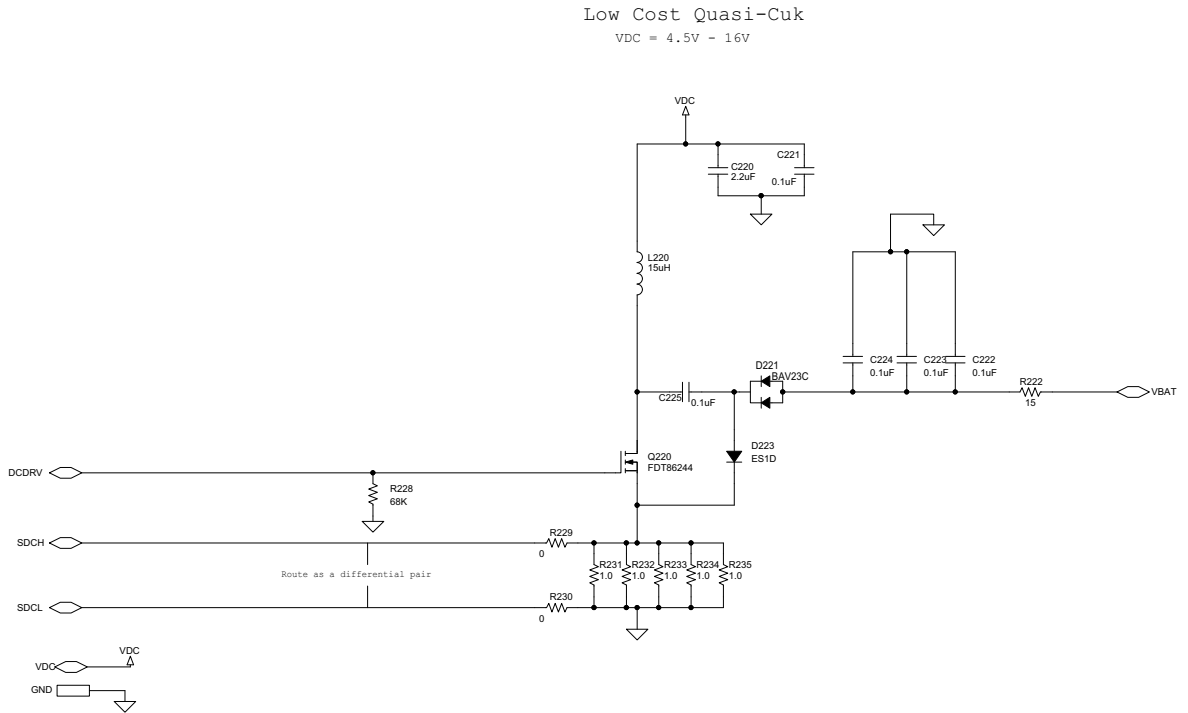 Low Cost Quasi-Cuk
VDC = 4.5V - 16V
VDC
C220
2.2uF
C221
0.1uF
L220
15uH
D221
BAV23C
C224
0.1uF
C223
0.1uF
C222
0.1uF
R222
15
VBAT
C225
0.1uF
D223
ES1D
Q220
FDT86244
DCDRV
R228
68K
SDCH
R229
0
Route as a differential pair
R231
1.0
R232
1.0
R233
1.0
R234
1.0
R235
1.0
SDCL
R230
0
VDC
VDC
GND